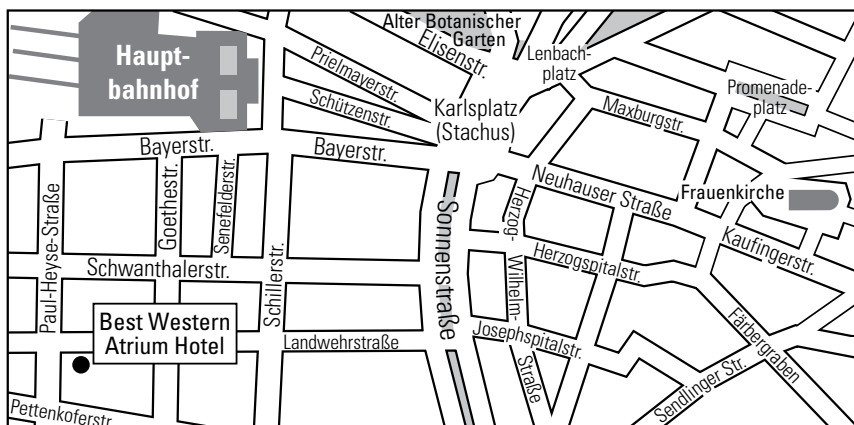 Alter Botanischer
Garten
Elisenstr.
Lenbach-
platz
Haupt-
bahnhof
Prielmayerstr.
Schützenstr.
Karlsplatz
(Stachus)
Maxburgstr.
Promenade-
platz
Bayerstr.
Bayerstr.
Neuhauser Straße
Frauenkirche
Kaufingerstr.
Paul-Heyse-Straße
Goethestr.
Senefelderstr.
Schillerstr.
Sonnenstraße
Herzog-
Wilhelm-
Straße
Herzogspitalstr.
Schwanthalerstr.
Best Western
Atrium Hotel
Landwehrstraße
Josephspitalstr.
Färbergraben
Sendlinger Str.
Pettenkoferstr.